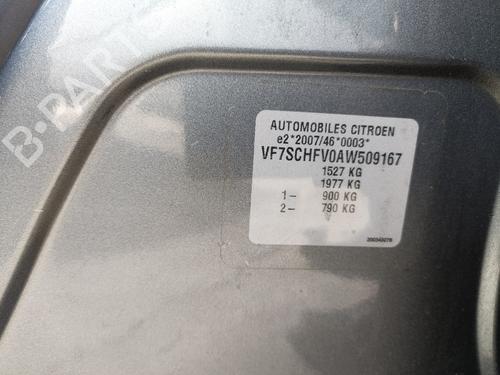 B-PARTS
AUTOMOBILES CITROEN
e2*2007/46*0003*
VF7SCHFV0AW509167
1527 KG
1977 KG
1- 900 KG
2- 790 KG